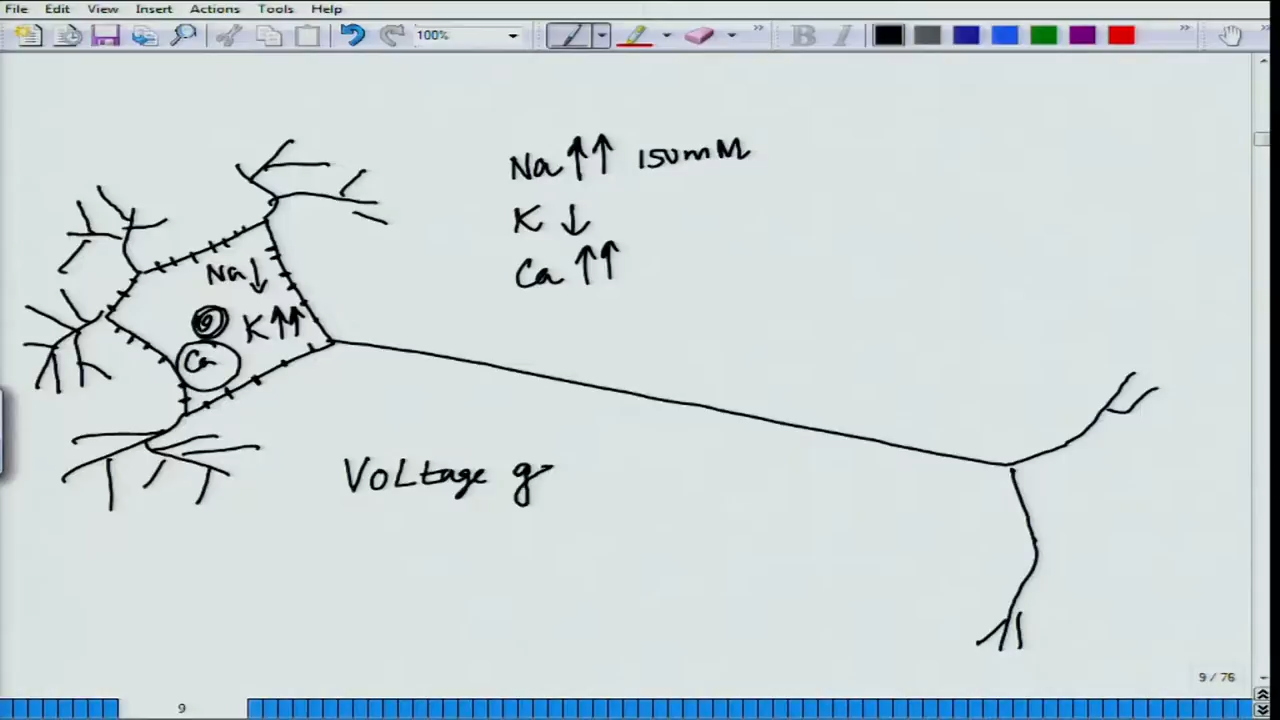 File Edit View Insert Actions Tools Help
100%
Na ↑↑ 150mM
K ↓
Ca ↑↑
Na ↓
K ↑↑
Ca
Voltage g
9 / 76
9